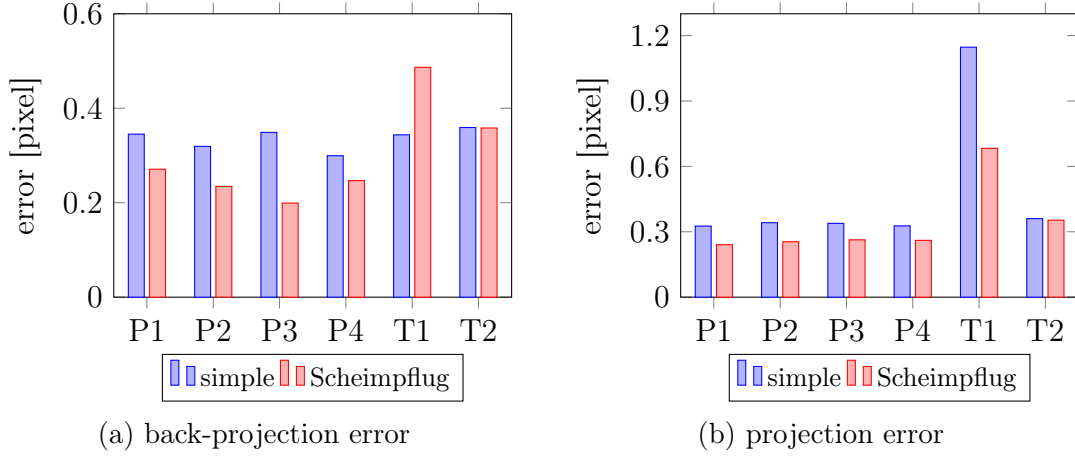 0.6
0.4
0.2
0
error [pixel]
P1 P2 P3 P4 T1 T2
simple Scheimpflug
(a) back-projection error
1.2
0.9
0.6
0.3
0
error [pixel]
P1 P2 P3 P4 T1 T2
simple Scheimpflug
(b) projection error